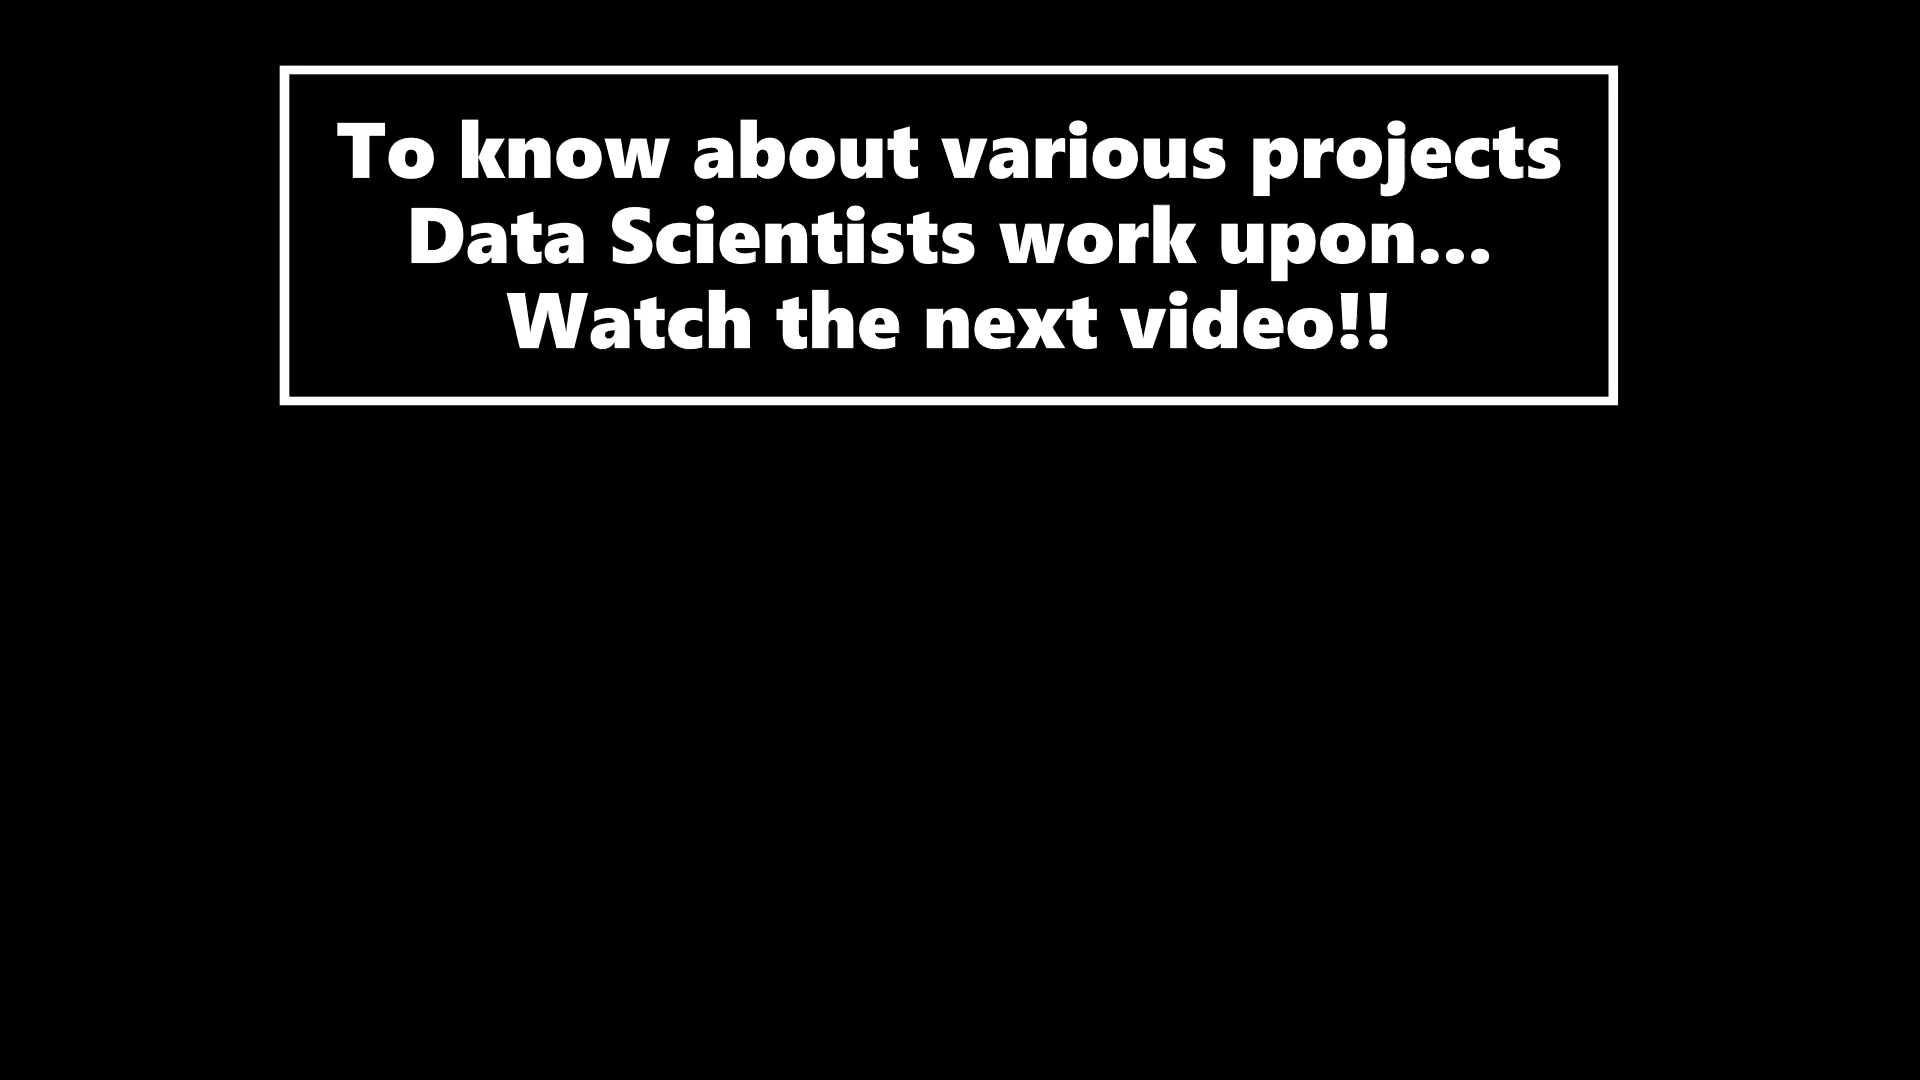 To know about various projects
Data Scientists work upon...
Watch the next video!!